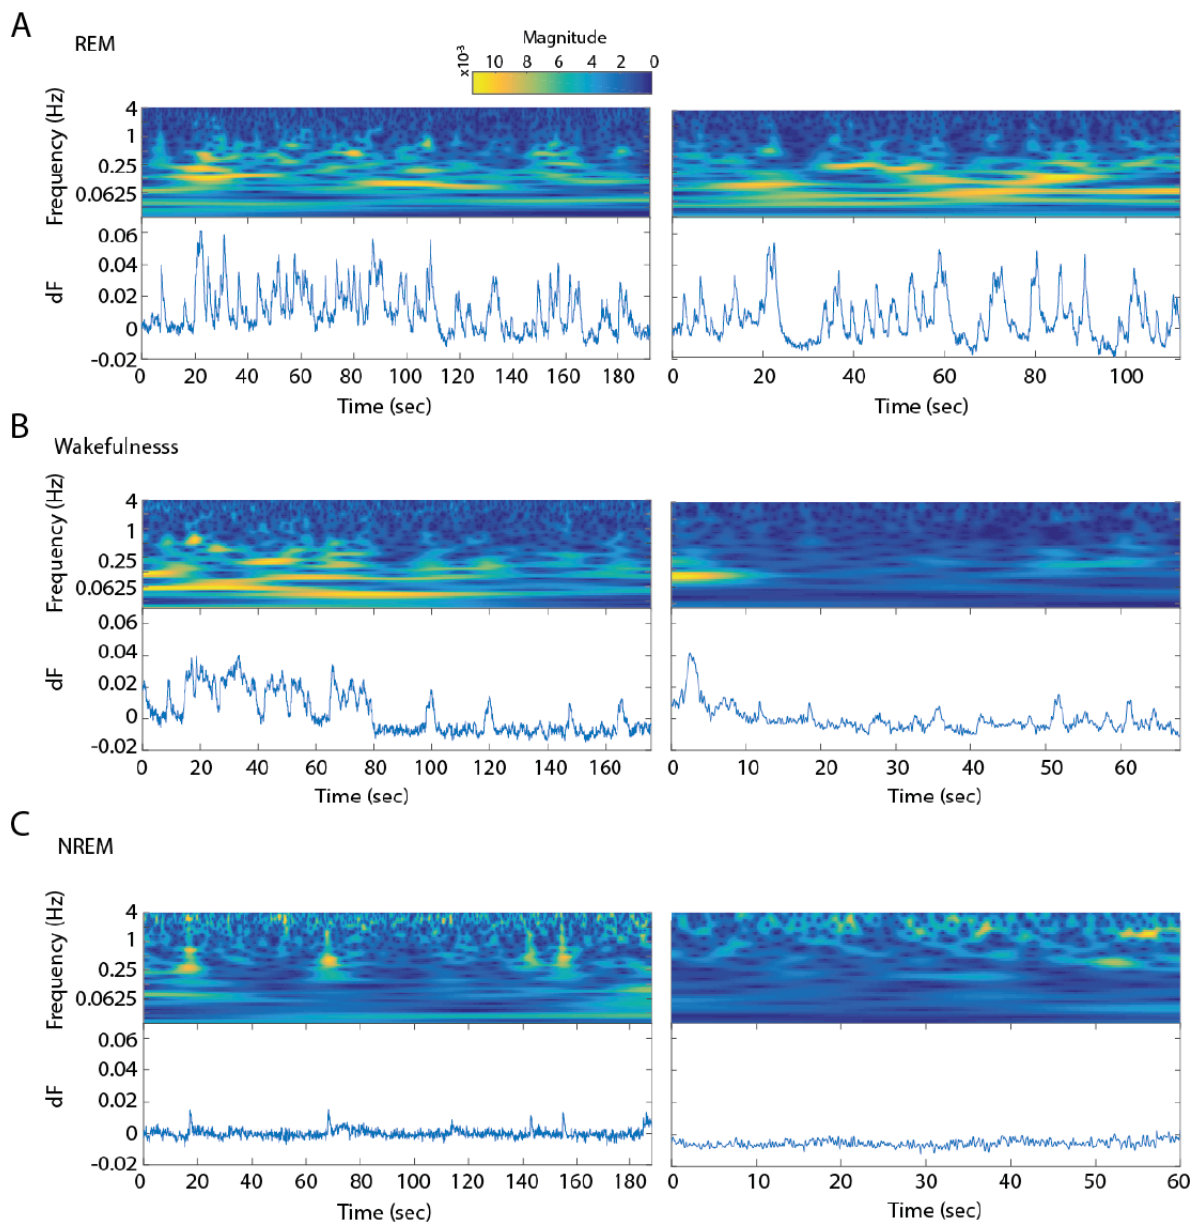 A
REM
Magnitude
x10-3 10 8 6 4 2 0
Frequency (Hz)
4
1
0.25
0.0625
dF
0.06
0.04
0.02
0
-0.02
0 20 40 60 80 100 120 140 160 180
Time (sec)
0 20 40 60 80 100
Time (sec)
B
Wakefulnesss
Frequency (Hz)
4
1
0.25
0.0625
dF
0.06
0.04
0.02
0
-0.02
0 20 40 60 80 100 120 140 160
Time (sec)
0 10 20 30 40 50 60
Time (sec)
C
NREM
Frequency (Hz)
4
1
0.25
0.0625
dF
0.06
0.04
0.02
0
-0.02
0 20 40 60 80 100 120 140 160 180
Time (sec)
0 10 20 30 40 50 60
Time (sec)